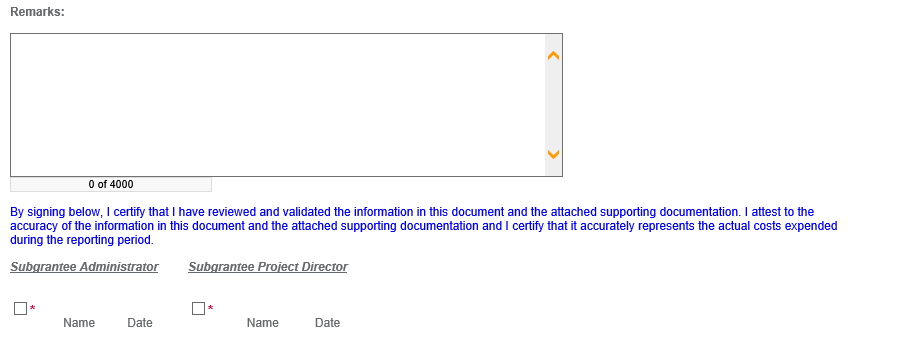 Remarks:
0 of 4000
By signing below, I certify that I have reviewed and validated the information in this document and the attached supporting documentation. I attest to the
accuracy of the information in this document and the attached supporting documentation and I certify that it accurately represents the actual costs expended
during the reporting period.
Subgrantee Administrator Subgrantee Project Director
* *
Name Date Name Date